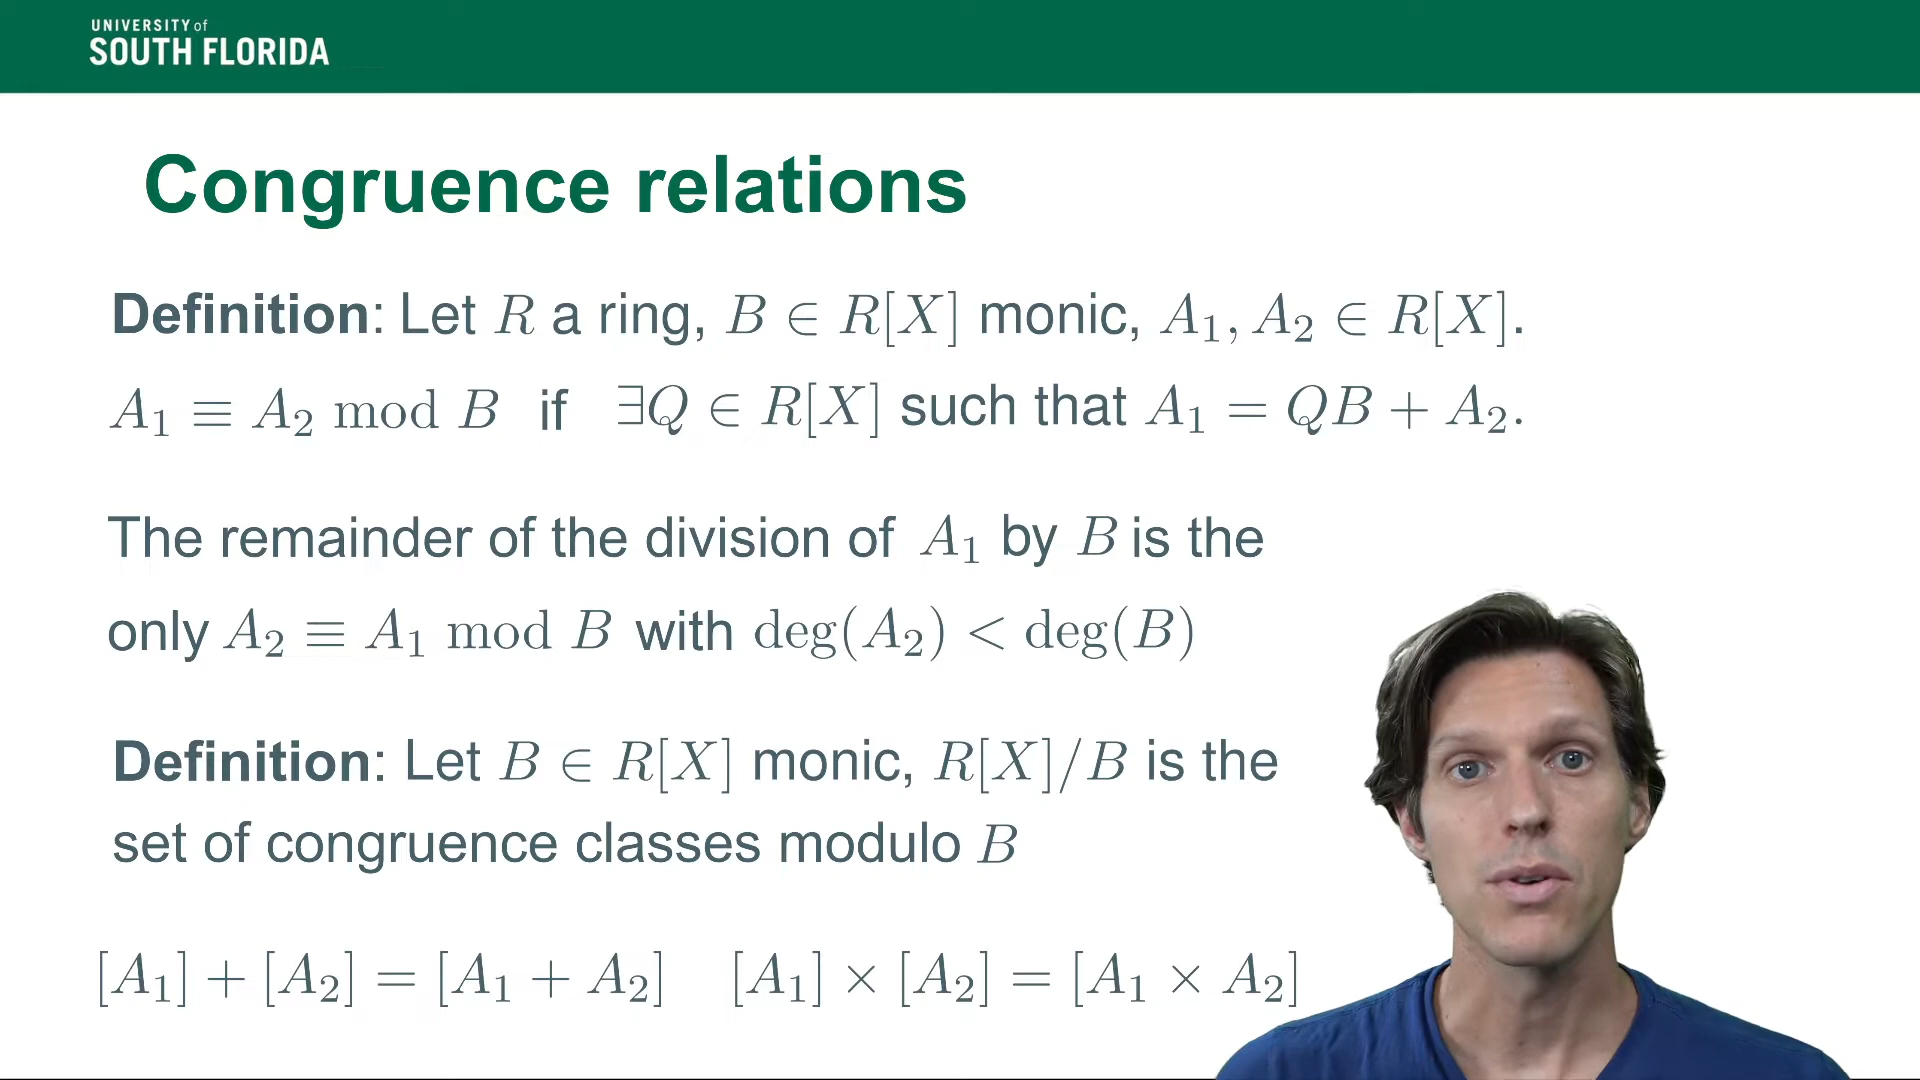 UNIVERSITY of
SOUTH FLORIDA
Congruence relations
Definition: Let R a ring, B ∈ R[X] monic, A₁, A₂ ∈ R[X].
A₁ ≡ A₂ mod B if ∃Q ∈ R[X] such that A₁ = QB + A₂.
The remainder of the division of A₁ by B is the
only A₂ ≡ A₁ mod B with deg(A₂) < deg(B)
Definition: Let B ∈ R[X] monic, R[X]/B is the
set of congruence classes modulo B
[A₁] + [A₂] = [A₁ + A₂] [A₁] × [A₂] = [A₁ × A₂]